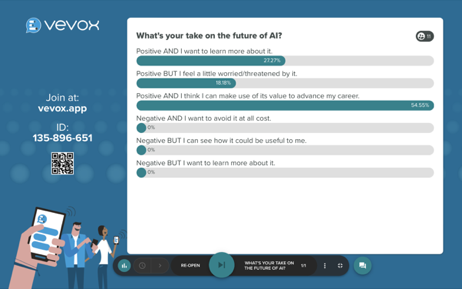 vevox
Join at:
vevox.app
ID:
135-896-651
What's your take on the future of AI?
11
Positive AND I want to learn more about it.
27.27%
Positive BUT I feel a little worried/threatened by it.
18.18%
Positive AND I think I can make use of its value to advance my career.
54.55%
Negative AND I want to avoid it at all cost.
0%
Negative BUT I can see how it could be useful to me.
0%
Negative BUT I want to learn more about it.
0%
RE-OPEN
WHAT'S YOUR TAKE ON
THE FUTURE OF AI?
1/1